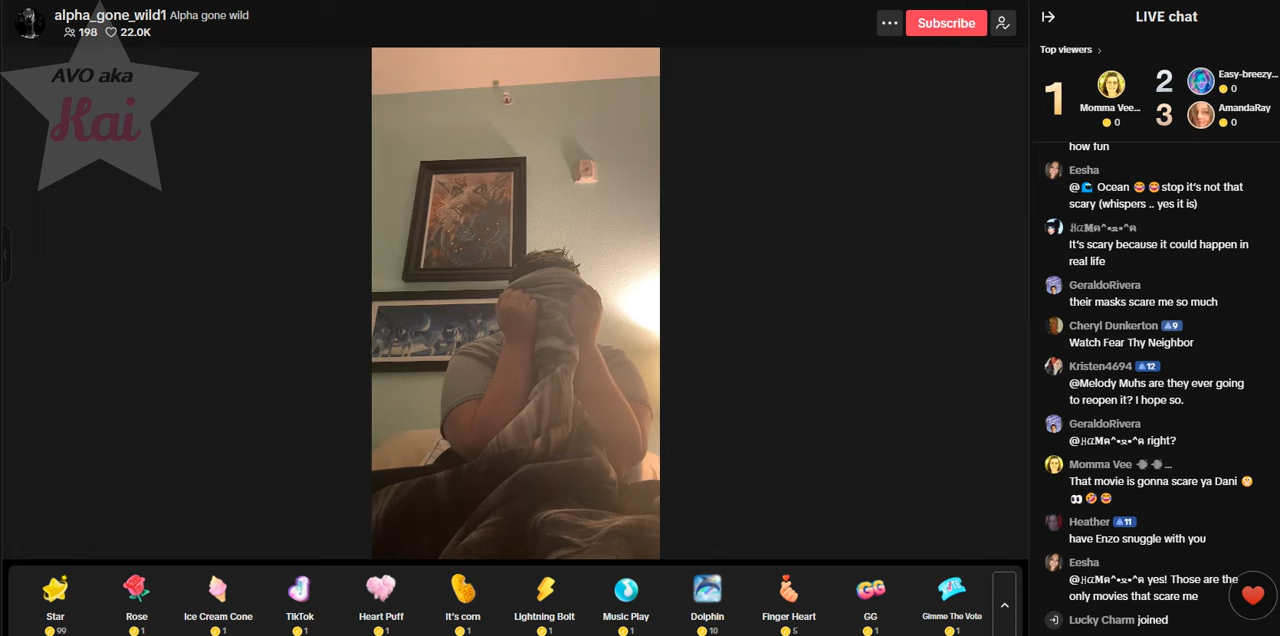 alpha_gone_wild1 Alpha gone wild
198 22.0K
Subscribe
LIVE chat
AVO aka
Kai
Top viewers
1
Momma Vee...
0
2
Easy-breezy...
0
3
AmandaRay
0
how fun
Eesha
@🌊 Ocean 🥰 🥰 stop it's not that
scary (whispers .. yes it is)
It's scary because it could happen in
real life
GeraldoRivera
their masks scare me so much
Cheryl Dunkerton 9
Watch Fear Thy Neighbor
Kristen4694 12
@Melody Muhs are they ever going
to reopen it? I hope so.
GeraldoRivera
right?
Momma Vee ...
That movie is gonna scare ya Dani
Heather 11
have Enzo snuggle with you
Eesha
yes! Those are the
only movies that scare me
Lucky Charm joined
Star
99
Rose
1
Ice Cream Cone
1
TikTok
1
Heart Puff
1
It's corn
1
Lightning Bolt
1
Music Play
1
Dolphin
10
Finger Heart
5
GG
1
Gimme The Vote
1